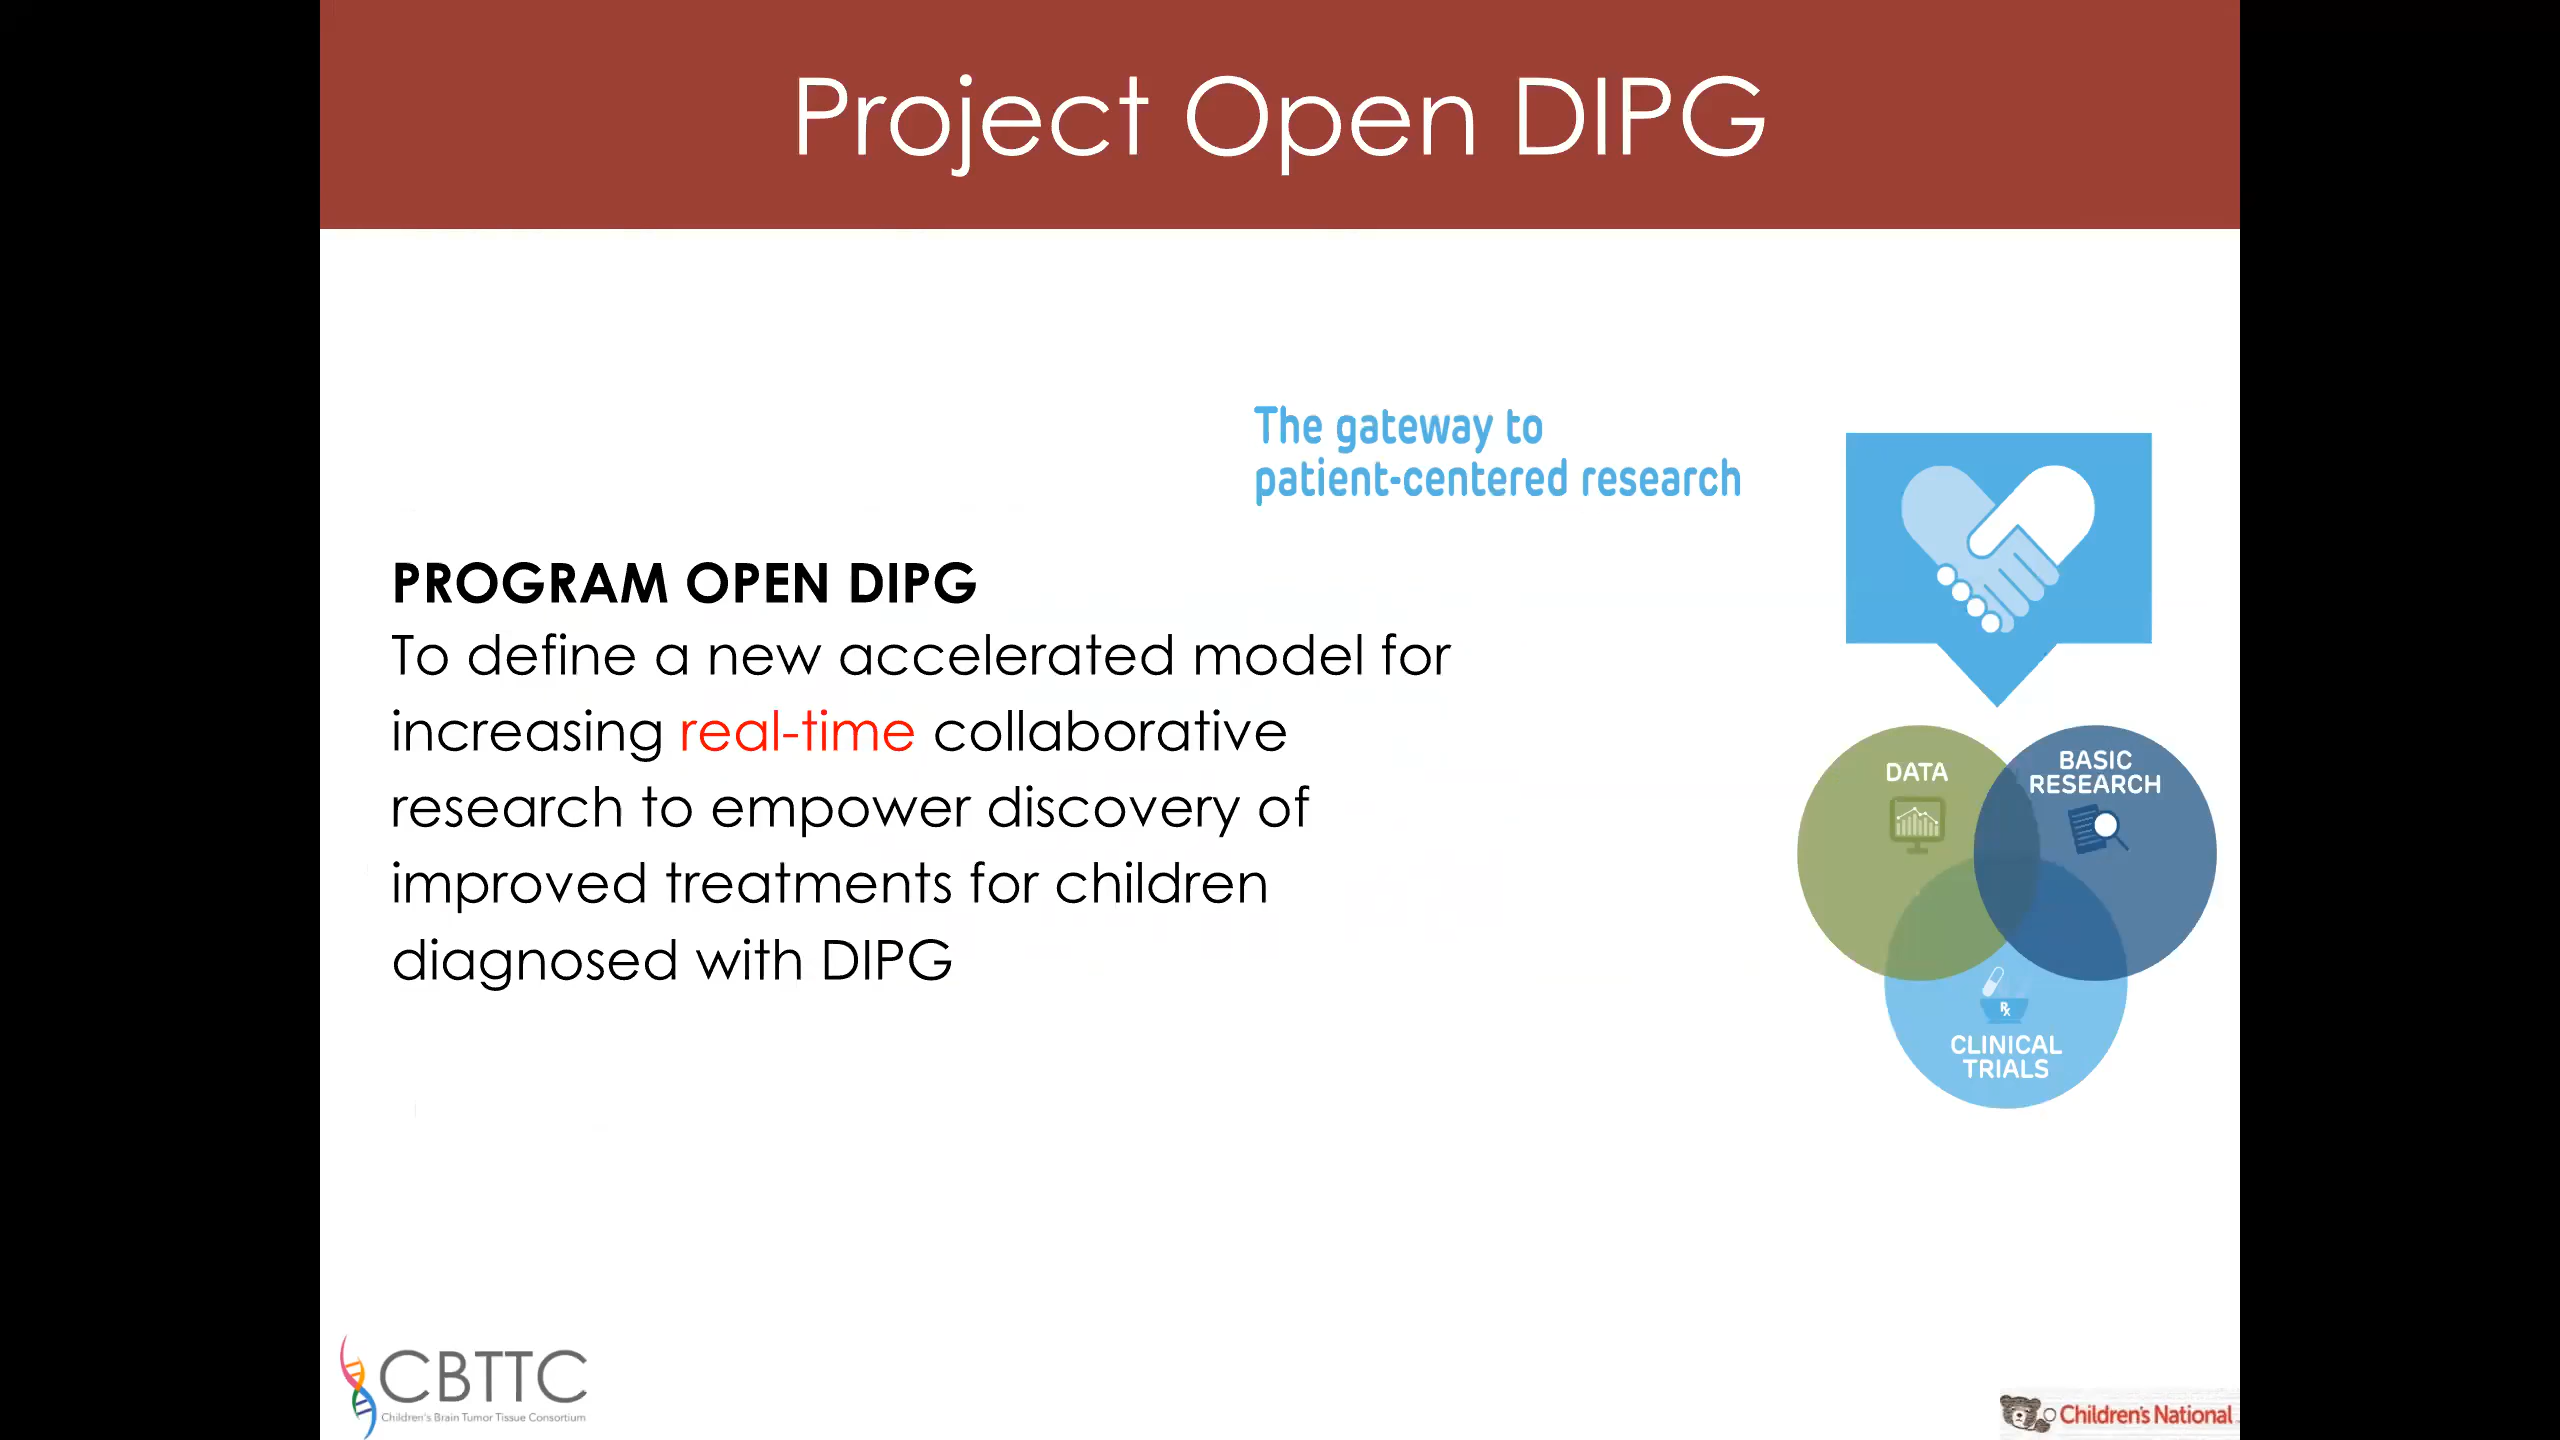 Project Open DIPG
The gateway to
patient-centered research
PROGRAM OPEN DIPG
To define a new accelerated model for
increasing real-time collaborative
research to empower discovery of
improved treatments for children
diagnosed with DIPG
DATA
BASIC
RESEARCH
Rx
CLINICAL
TRIALS
CBTTC
Children's Brain Tumor Tissue Consortium
Children's National